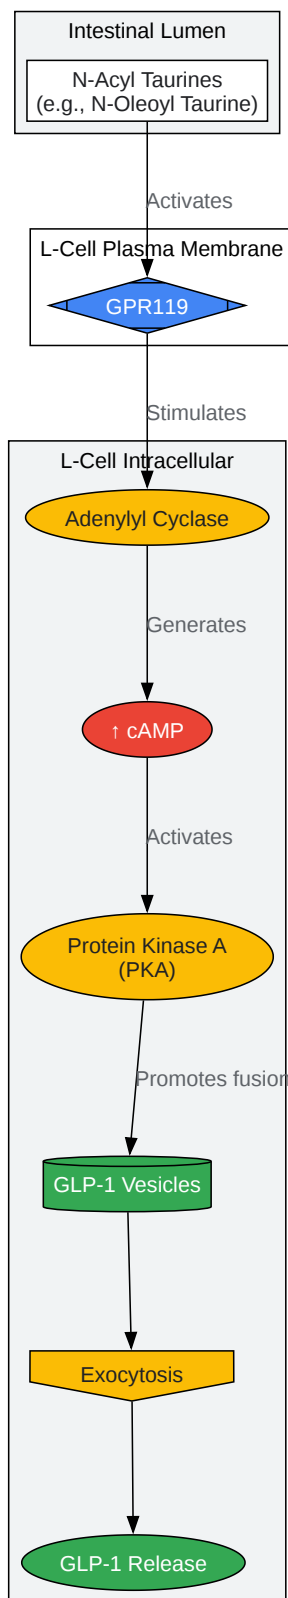 Intestinal Lumen
N-Acyl Taurines
(e.g., N-Oleoyl Taurine)
Activates
L-Cell Plasma Membrane
GPR119
Stimulates
L-Cell Intracellular
Adenylyl Cyclase
Generates
↑ cAMP
Activates
Protein Kinase A
(PKA)
Promotes fusion
GLP-1 Vesicles
Exocytosis
GLP-1 Release